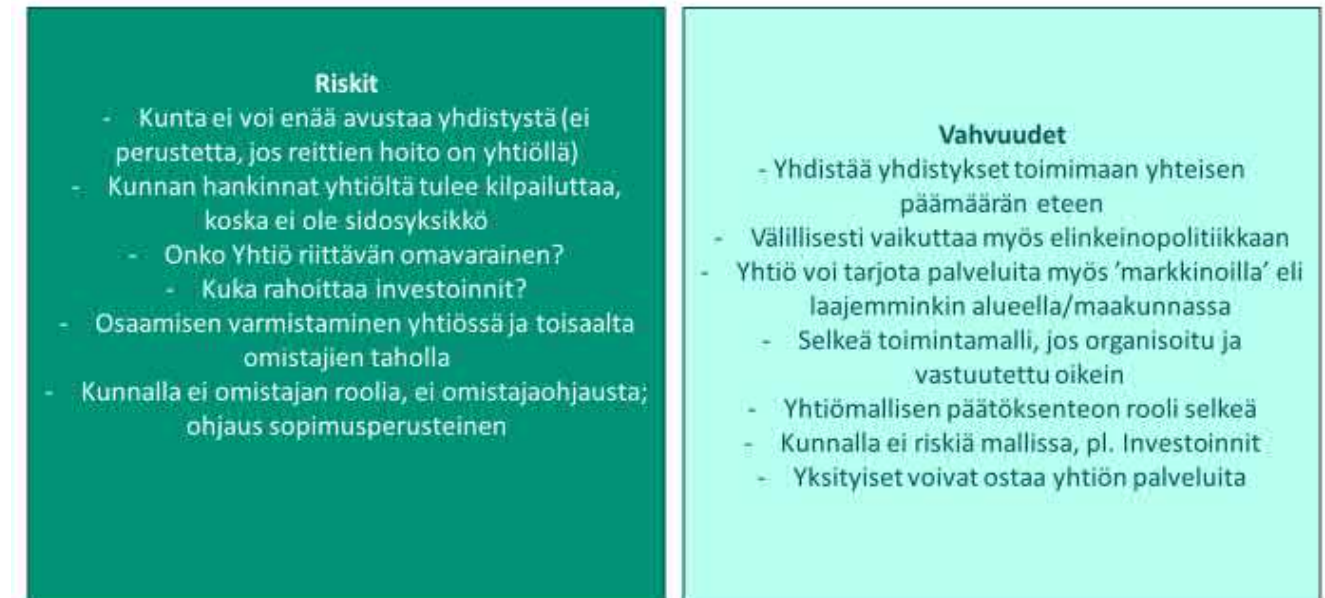 Riskit
- Kunta ei voi enää avustaa yhdistystä (ei
perustetta, jos reittien hoito on yhtiöllä)
- Kunnan hankinnat yhtiöltä tulee kilpailuttaa,
koska ei ole sidosyksikkö
- Onko Yhtiö riittävän omavarainen?
- Kuka rahoittaa investoinnit?
- Osaamisen varmistaminen yhtiössä ja toisaalta
omistajien taholla
- Kunnalla ei omistajan roolia, ei omistajaohjausta;
ohjaus sopimusperusteinen
Vahvuudet
- Yhdistää yhdistykset toimimaan yhteisen
päämäärän eteen
- Välillisesti vaikuttaa myös elinkeinopolitiikkaan
- Yhtiö voi tarjota palveluita myös 'markkinoilla' eli
laajemminkin alueella/maakunnassa
- Selkeä toimintamalli, jos organisoitu ja
vastuutettu oikein
- Yhtiömallisen päätöksenteon rooli selkeä
- Kunnalla ei riskiä mallissa, pl. Investoinnit
- Yksityiset voivat ostaa yhtiön palveluita